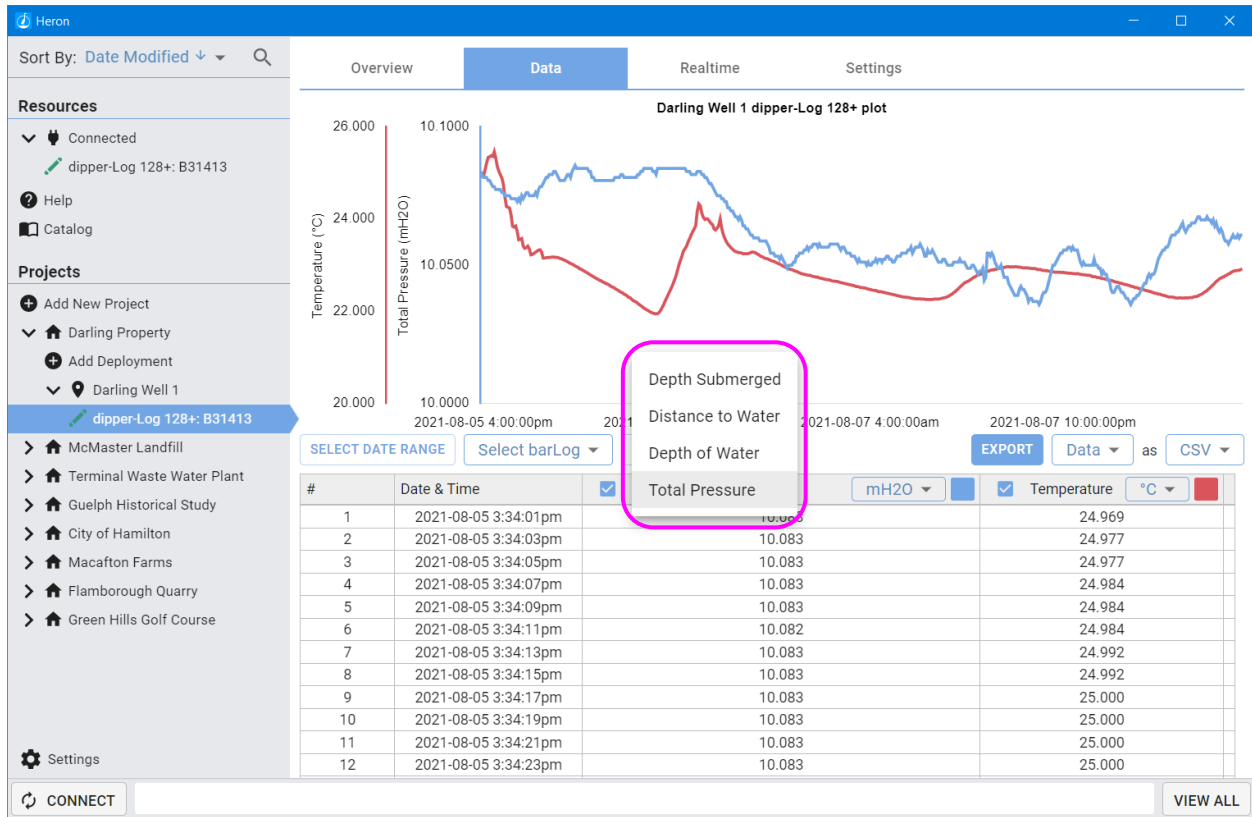 Heron
Sort By: Date Modified
Resources
Connected
dipper-Log 128+: B31413
Help
Catalog
Projects
Add New Project
Darling Property
Add Deployment
Darling Well 1
dipper-Log 128+: B31413
McMaster Landfill
Terminal Waste Water Plant
Guelph Historical Study
City of Hamilton
Macafton Farms
Flamborough Quarry
Green Hills Golf Course
Settings
Overview Data Realtime Settings
Darling Well 1 dipper-Log 128+ plot
Temperature (°C)
26.000
24.000
22.000
20.000
Total Pressure (mH2O)
10.1000
10.0500
10.0000
2021-08-05 4:00:00pm 2021-08-07 4:00:00am 2021-08-07 10:00:00pm
Depth Submerged
Distance to Water
Depth of Water
Total Pressure
SELECT DATE RANGE Select barLog EXPORT Data as CSV
# Date & Time mH2O Temperature °C
1 2021-08-05 3:34:01pm 10.083 24.969
2 2021-08-05 3:34:03pm 10.083 24.977
3 2021-08-05 3:34:05pm 10.083 24.977
4 2021-08-05 3:34:07pm 10.083 24.984
5 2021-08-05 3:34:09pm 10.083 24.984
6 2021-08-05 3:34:11pm 10.082 24.984
7 2021-08-05 3:34:13pm 10.083 24.992
8 2021-08-05 3:34:15pm 10.083 24.992
9 2021-08-05 3:34:17pm 10.083 25.000
10 2021-08-05 3:34:19pm 10.083 25.000
11 2021-08-05 3:34:21pm 10.083 25.000
12 2021-08-05 3:34:23pm 10.083 25.000
CONNECT VIEW ALL